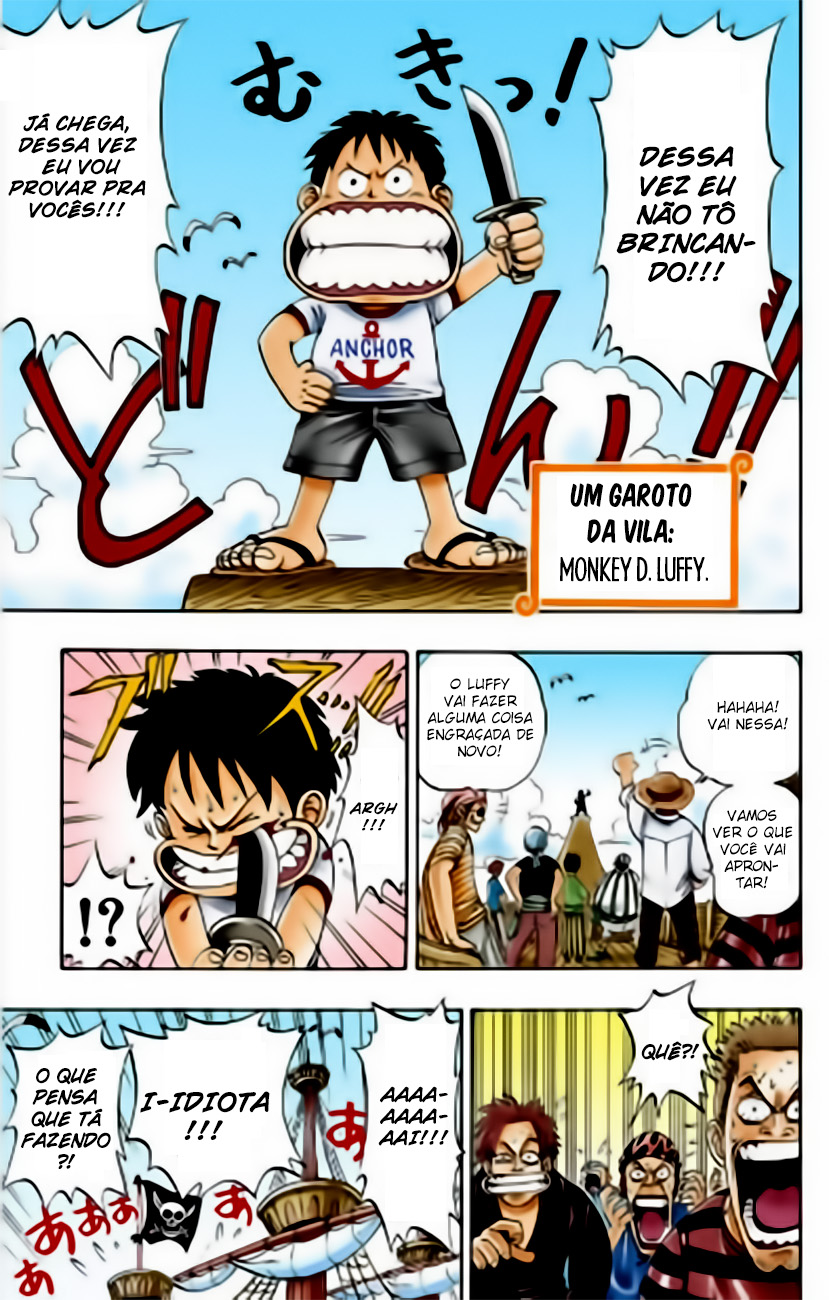 むきっ!
DESSA
VEZ EU
NÃO TÔ
BRINCAN-
DO!!!
JÁ CHEGA,
DESSA VEZ
EU VOU
PROVAR PRA
VOCÊS!!!
ANCHOR
どん!!
UM GAROTO
DA VILA:
MONKEY D. LUFFY.
HAHAHA!
VAI NESSA!
VAMOS
VER O QUE
VOCÊ VAI
APRON-
TAR!
O LUFFY
VAI FAZER
ALGUMA COISA
ENGRAÇADA DE
NOVO!
ブズ...!!
ARGH
!!!
!?
QUÊ?!
AAAA-
AAAA-
AAI!!!
I-IDIOTA
!!!
O QUE
PENSA
QUE TÁ
FAZENDO
?!
あ
あ
あああ
あ